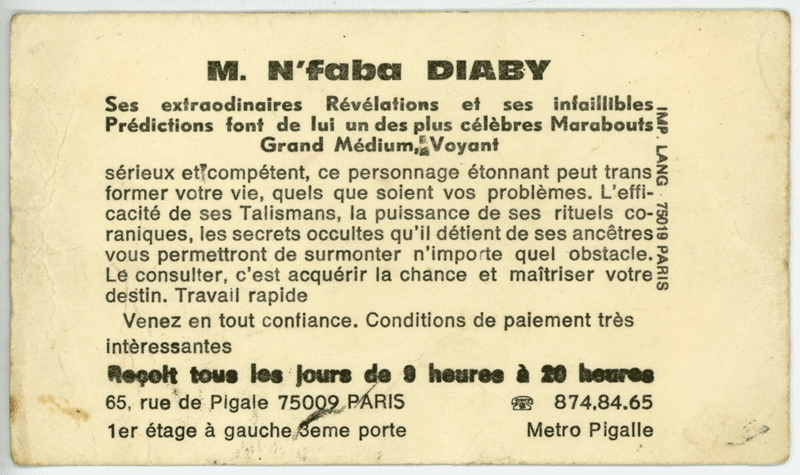 M. N'faba DIABY
Ses extraodinaires Révélations et ses infaillibles
Prédictions font de lui un des plus célèbres Marabouts
Grand Médium, Voyant
sérieux et compétent, ce personnage étonnant peut trans
former votre vie, quels que soient vos problèmes. L'effi-
cacité de ses Talismans, la puissance de ses rituels co-
raniques, les secrets occultes qu'il détient de ses ancêtres
vous permettront de surmonter n'importe quel obstacle.
Le consulter, c'est acquérir la chance et maîtriser votre
destin. Travail rapide
Venez en tout confiance. Conditions de paiement très
intèressantes
Reçoit tous les jours de 9 heures à 20 heures
65, rue de Pigale 75009 PARIS ☏ 874.84.65
1er étage à gauche 3eme porte Metro Pigalle
IMP. LANG 75019 PARIS